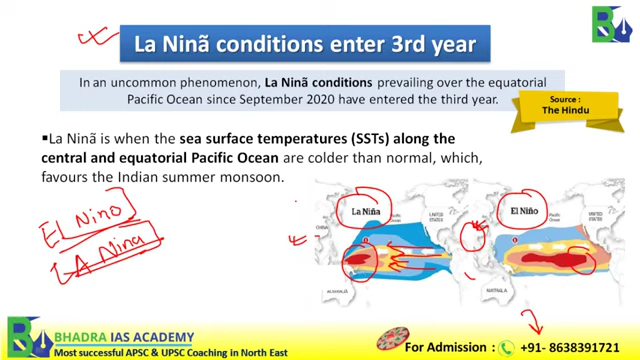 La Ninã conditions enter 3rd year
In an uncommon phenomenon, La Ninã conditions prevailing over the equatorial
Pacific Ocean since September 2020 have entered the third year.
Source :
The Hindu
▪La Ninã is when the sea surface temperatures (SSTs) along the
central and equatorial Pacific Ocean are colder than normal, which
favours the Indian summer monsoon.
EL Nino
LA Nina
La Niña
CHINA
Pacific
Ocean
UNITED
STATES
AUSTRALIA
El Niño
Pacific
Ocean
UNITED
STATES
AUSTRALIA
BHADRA IAS ACADEMY
Most successful APSC & UPSC Coaching in North East
For Admission : +91- 8638391721